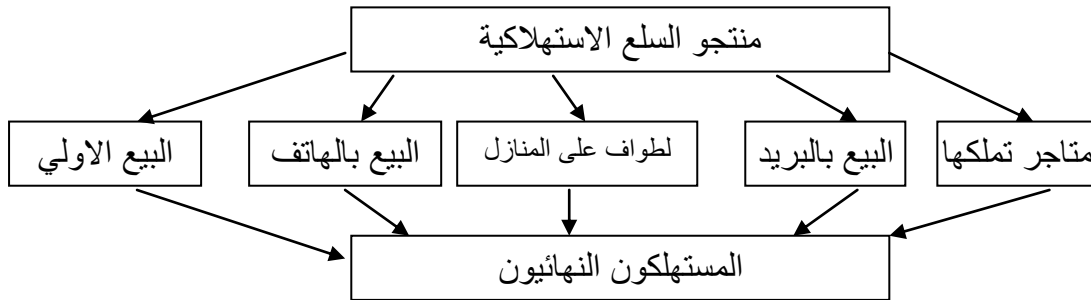 منتجو السلع الاستهلاكية
متاجر تملكها
البيع بالبريد
لطواف على المنازل
البيع بالهاتف
البيع الاولي
المستهلكون النهائيون